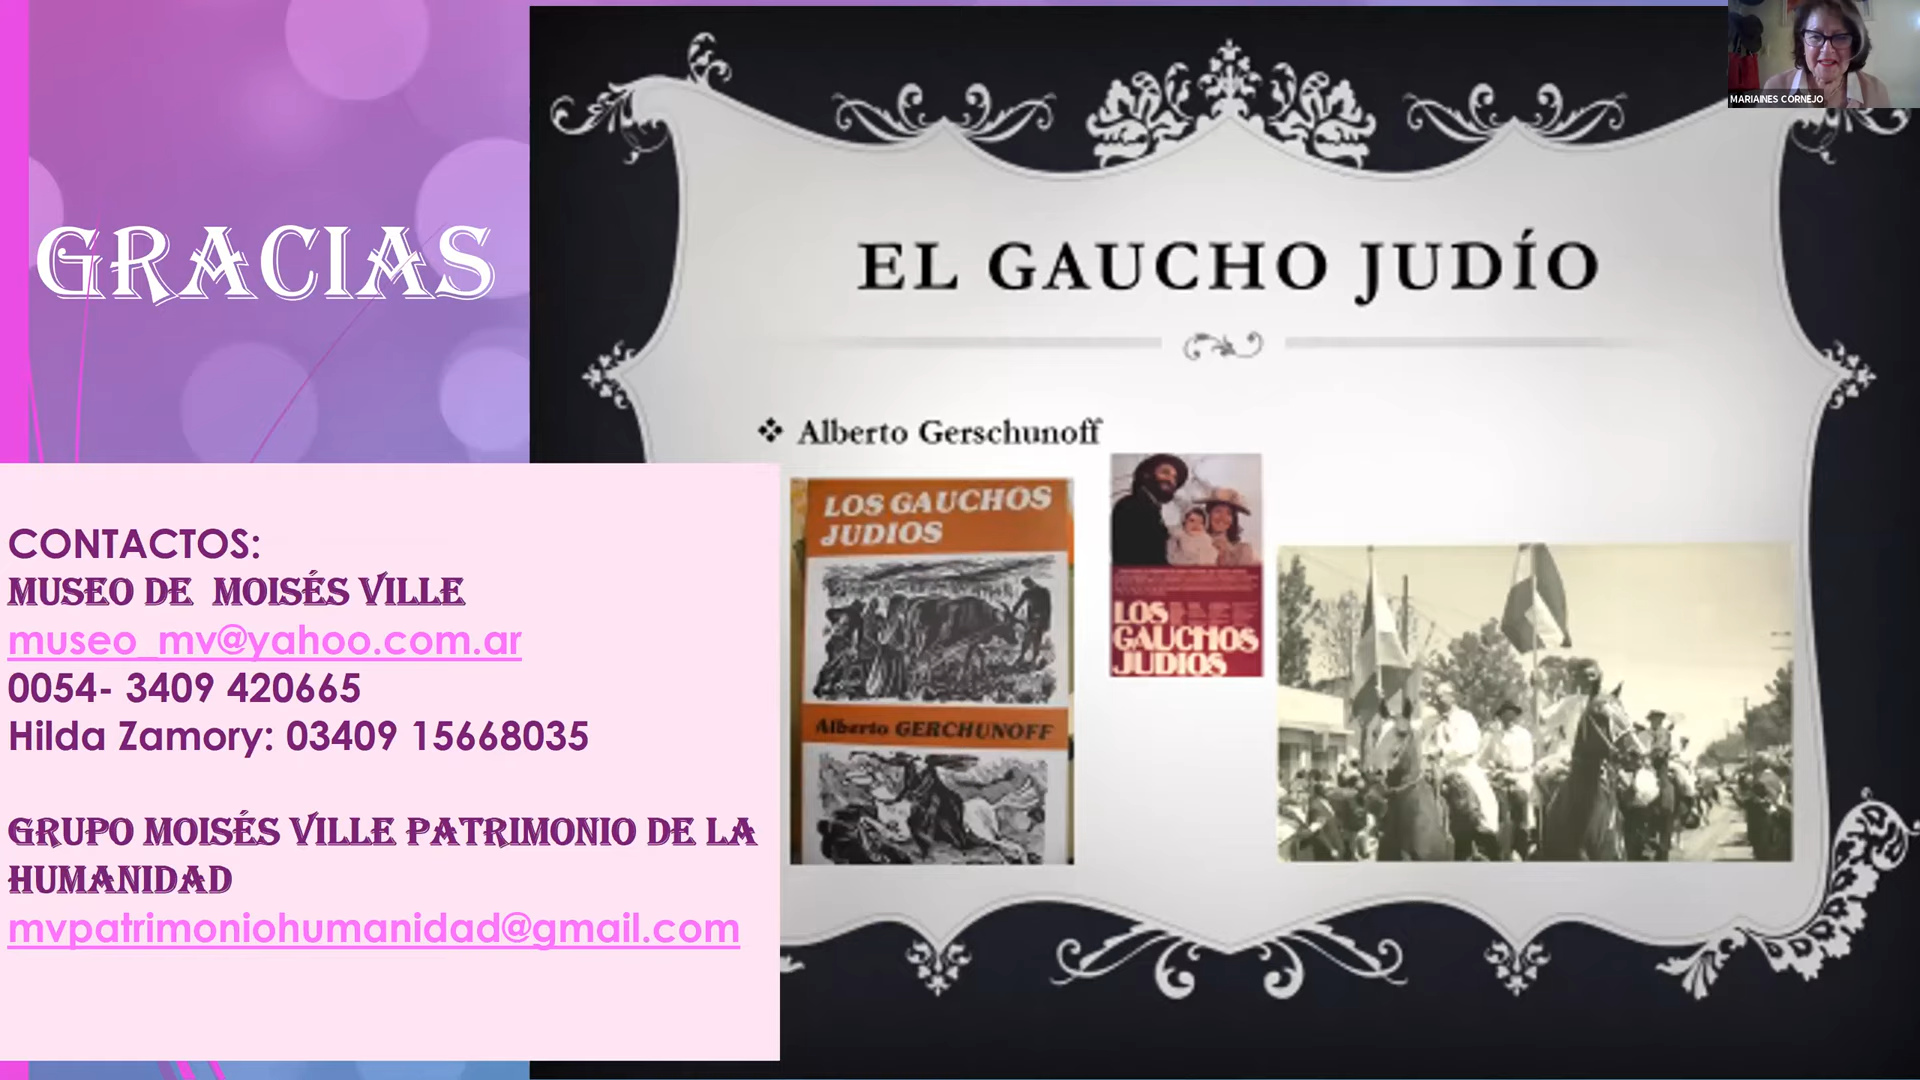 MARIAINES CORNEJO
GRACIAS
EL GAUCHO JUDÍO
❖ Alberto Gerschunoff
LOS GAUCHOS
JUDIOS
Alberto GERCHUNOFF
LOS
GAUCHOS
JUDIOS
CONTACTOS:
MUSEO DE MOISÉS VILLE
museo_mv@yahoo.com.ar
0054- 3409 420665
Hilda Zamory: 03409 15668035
GRUPO MOISÉS VILLE PATRIMONIO DE LA
HUMANIDAD
mvpatrimoniohumanidad@gmail.com